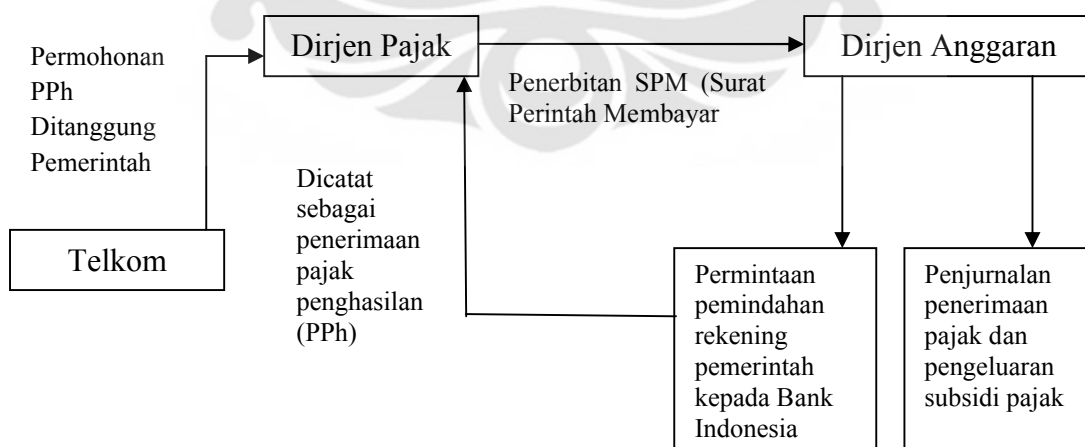 Permohonan
PPh
Ditanggung
Pemerintah
Dirjen Pajak
Penerbitan SPM (Surat
Perintah Membayar
Dirjen Anggaran
Telkom
Dicatat
sebagai
penerimaan
pajak
penghasilan
(PPh)
Permintaan
pemindahan
rekening
pemerintah
kepada Bank
Indonesia
Penjurnalan
penerimaan
pajak dan
pengeluaran
subsidi pajak